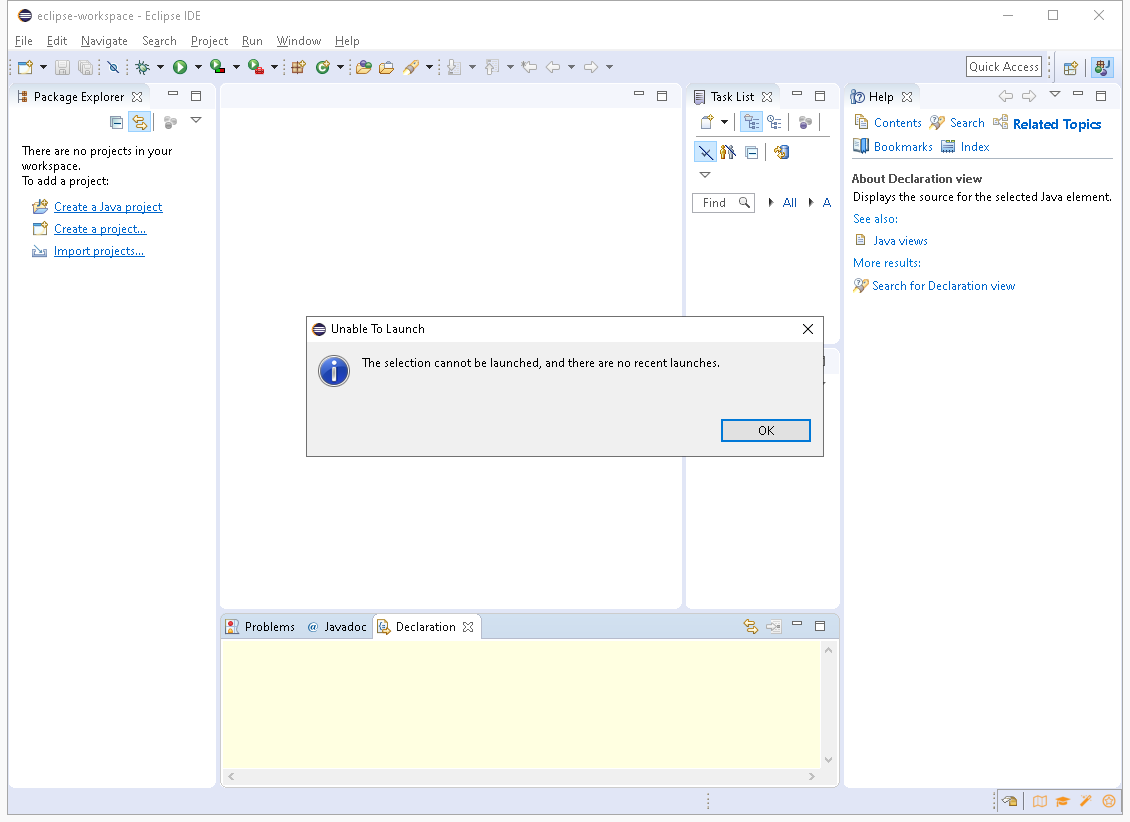 eclipse-workspace - Eclipse IDE
File Edit Navigate Search Project Run Window Help
Quick Access
Package Explorer
There are no projects in your
workspace.
To add a project:
Create a Java project
Create a project...
Import projects...
Task List
Find All A
Help
Contents Search Related Topics
Bookmarks Index
About Declaration view
Displays the source for the selected Java element.
See also:
Java views
More results:
Search for Declaration view
Unable To Launch
The selection cannot be launched, and there are no recent launches.
OK
Problems @ Javadoc Declaration